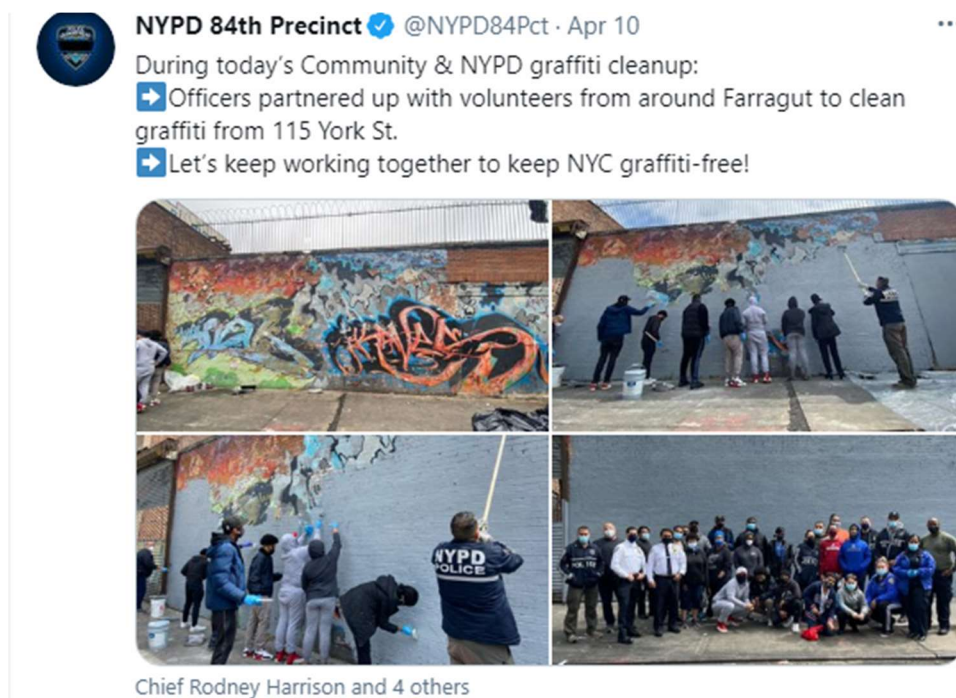 NYPD 84th Precinct @NYPD84Pct · Apr 10
During today's Community & NYPD graffiti cleanup:
➡Officers partnered up with volunteers from around Farragut to clean
graffiti from 115 York St.
➡Let's keep working together to keep NYC graffiti-free!
NYPD
POLICE
Chief Rodney Harrison and 4 others